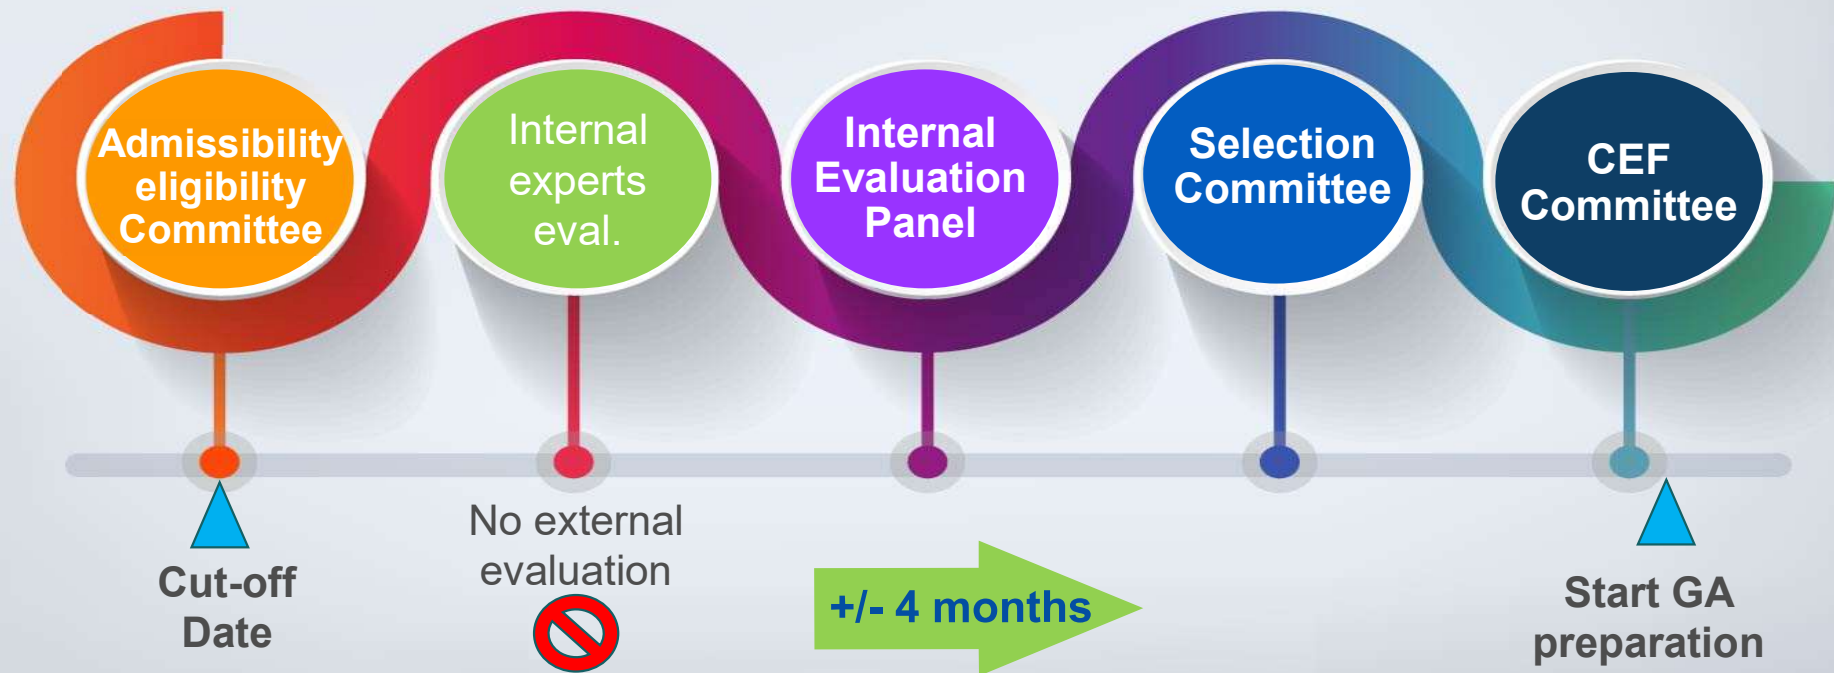 Admissibility
eligibility
Committee
Internal
experts
eval.
Internal
Evaluation
Panel
Selection
Committee
CEF
Committee
Cut-off
Date
No external
evaluation
+/- 4 months
Start GA
preparation